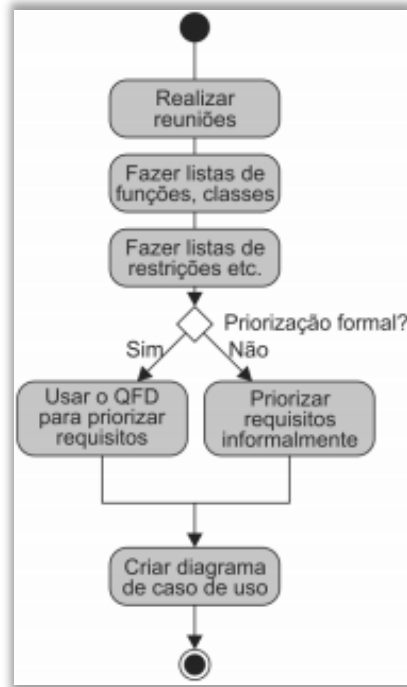 Realizar
reuniões
Fazer listas de
funções, classes
Fazer listas de
restrições etc.
Priorização formal?
Sim
Não
Usar o QFD
para priorizar
requisitos
Priorizar
requisitos
informalmente
Criar diagrama
de caso de uso